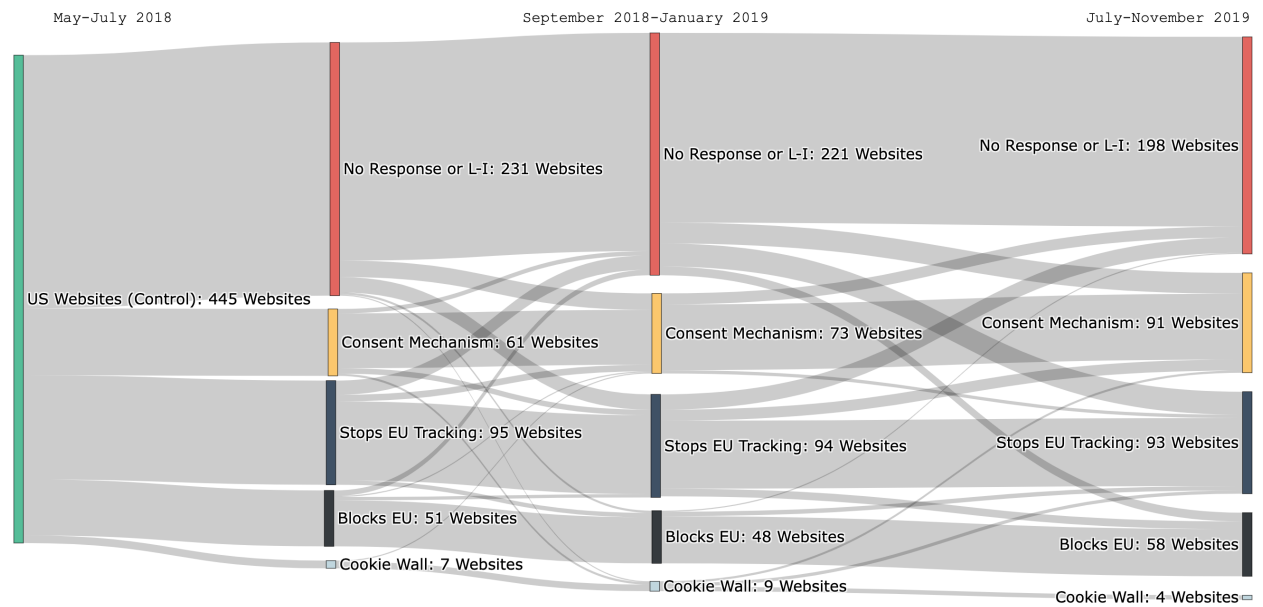 May-July 2018
September 2018-January 2019
July-November 2019
US Websites (Control): 445 Websites
No Response or L-I: 231 Websites
Consent Mechanism: 61 Websites
Stops EU Tracking: 95 Websites
Blocks EU: 51 Websites
Cookie Wall: 7 Websites
No Response or L-I: 221 Websites
Consent Mechanism: 73 Websites
Stops EU Tracking: 94 Websites
Blocks EU: 48 Websites
Cookie Wall: 9 Websites
No Response or L-I: 198 Websites
Consent Mechanism: 91 Websites
Stops EU Tracking: 93 Websites
Blocks EU: 58 Websites
Cookie Wall: 4 Websites